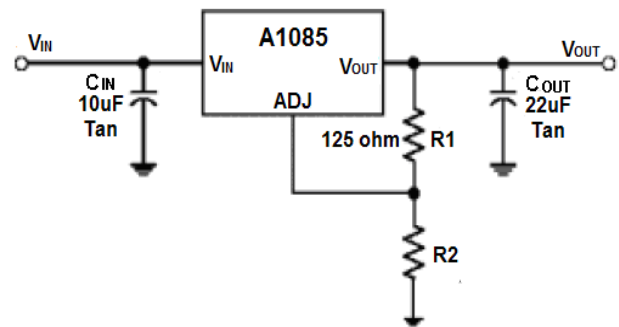 VIN
A1085
VIN
VOUT
ADJ
CIN
10uF
Tan
125 ohm
R1
R2
VOUT
COUT
22uF
Tan